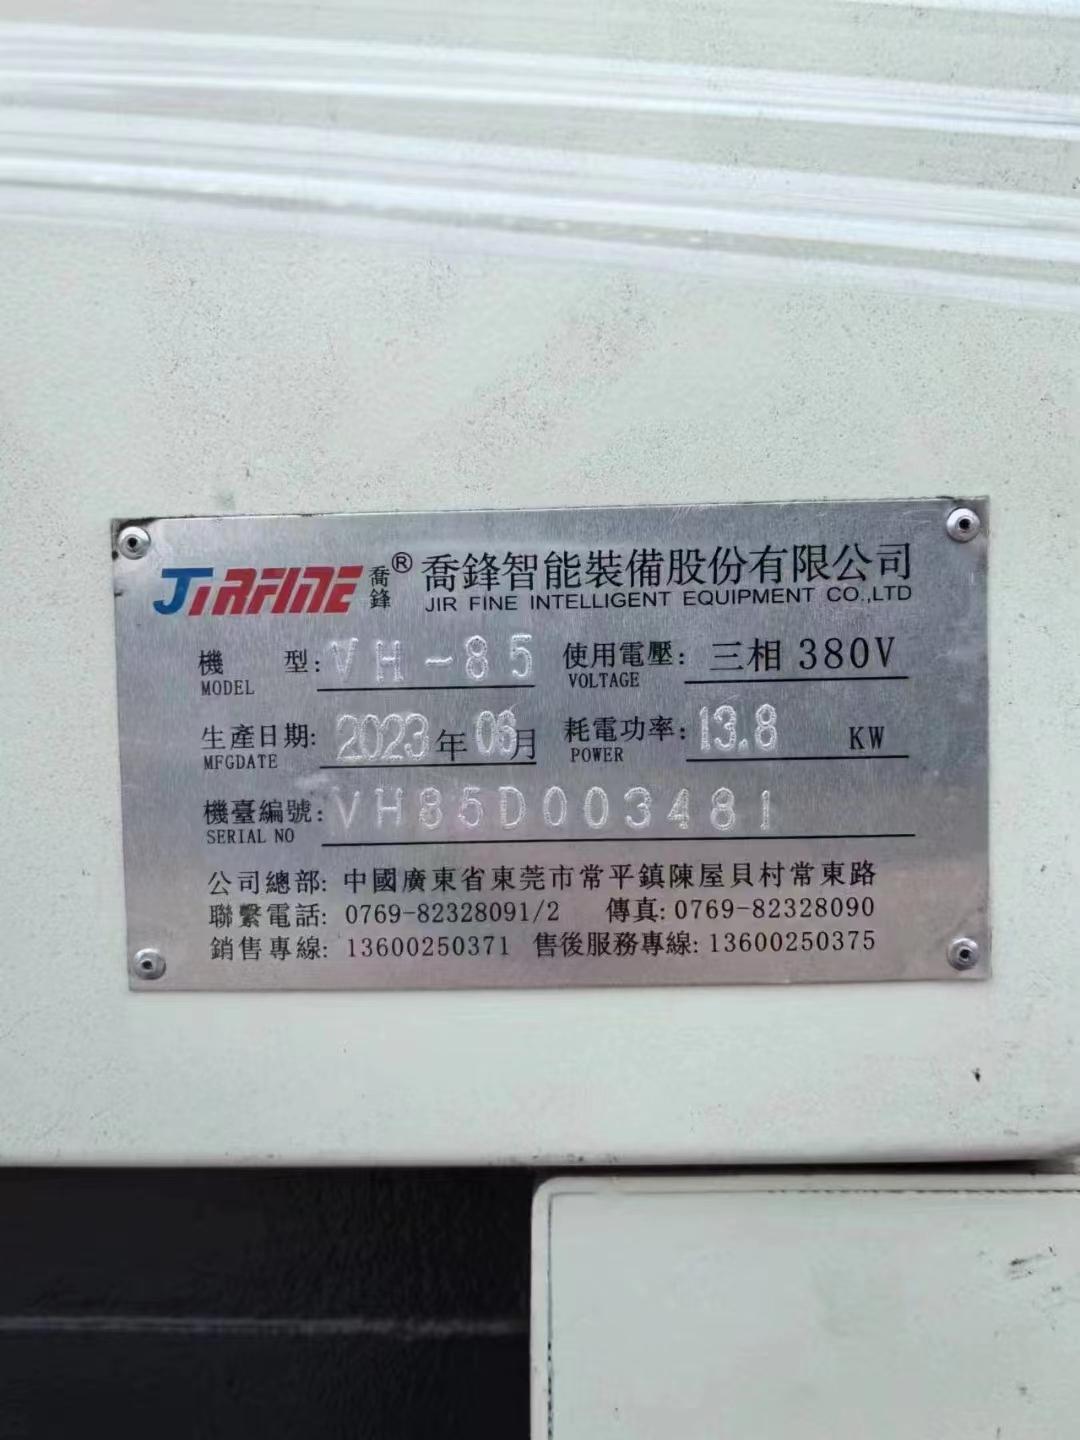 JIRFINE 喬鋒 ® 喬鋒智能裝備股份有限公司
JIR FINE INTELLIGENT EQUIPMENT CO.,LTD
機 型: VH-85 使用電壓: 三相 380V
MODEL VOLTAGE
生產日期: 2023年06月 耗電功率: 13.8 KW
MFGDATE POWER
機臺編號: VH85D003481
SERIAL NO
公司總部: 中國廣東省東莞市常平鎮陳屋貝村常東路
聯繫電話: 0769-82328091/2 傳真: 0769-82328090
銷售專線: 13600250371 售後服務專線: 13600250375